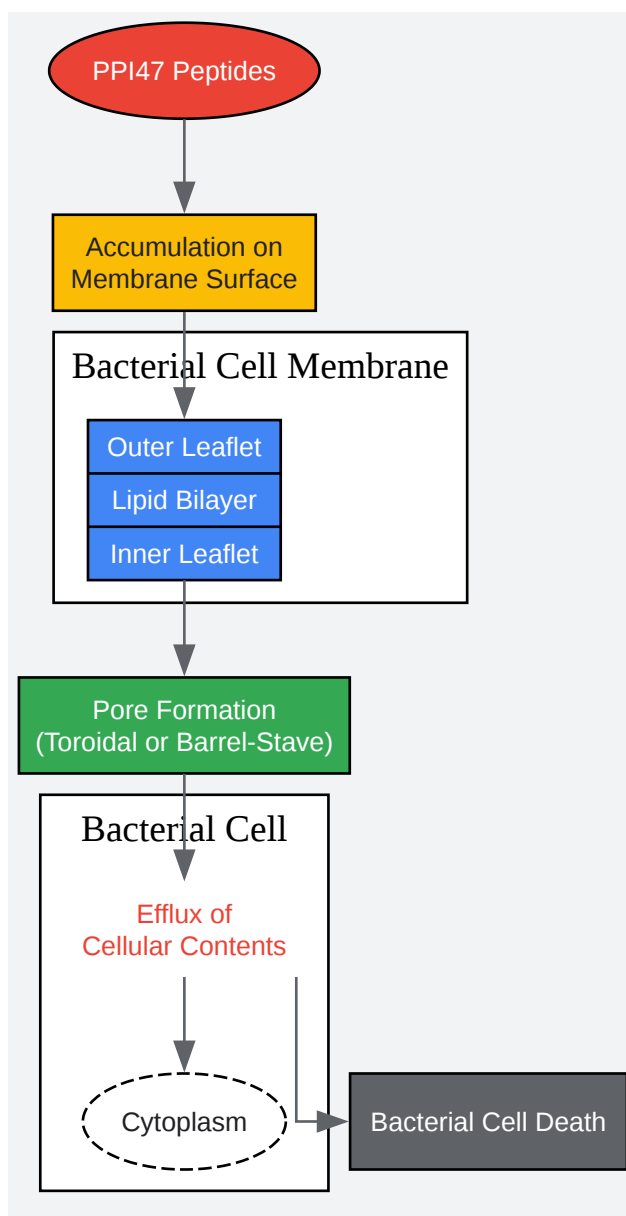 PPI47 Peptides
Accumulation on
Membrane Surface
Bacterial Cell Membrane
Outer Leaflet
Lipid Bilayer
Inner Leaflet
Pore Formation
(Toroidal or Barrel-Stave)
Bacterial Cell
Efflux of
Cellular Contents
Cytoplasm
Bacterial Cell Death